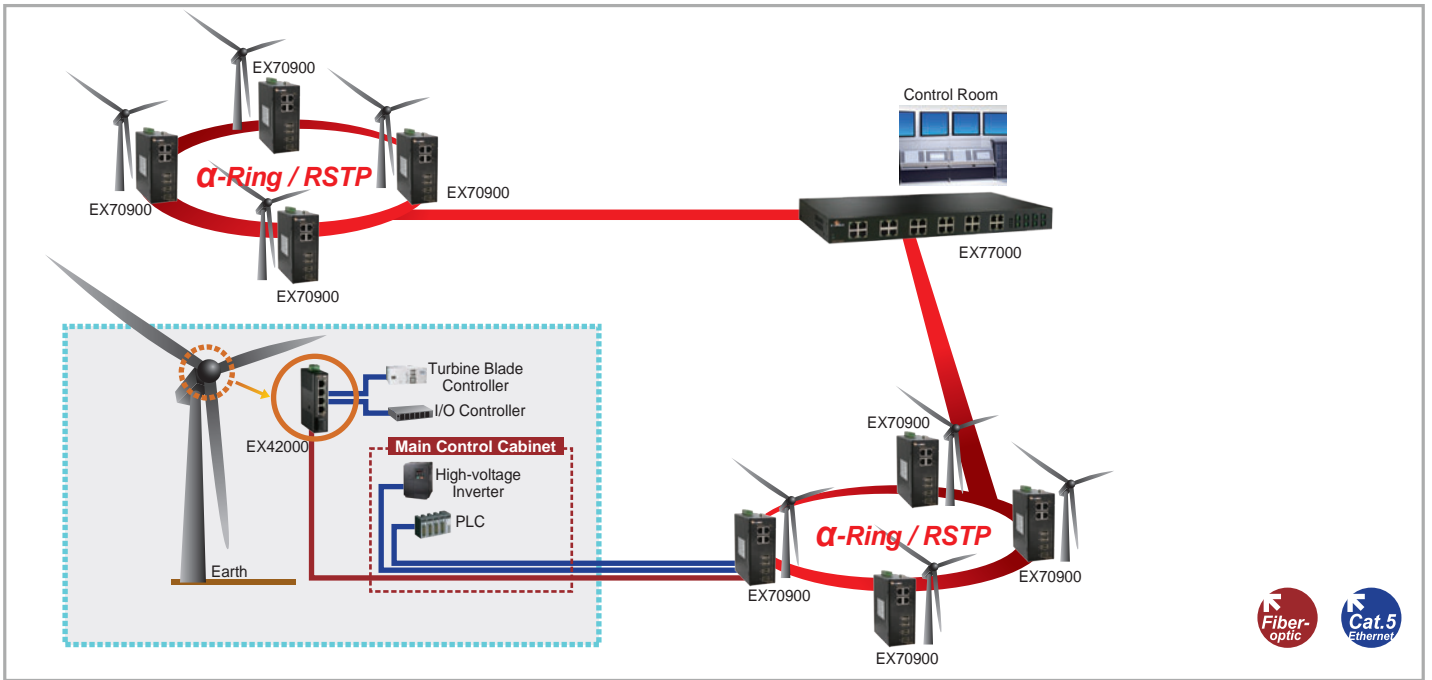 EX70900
Control Room
α-Ring / RSTP
EX70900
EX70900
EX77000
EX70900
Turbine Blade
Controller
I/O Controller
EX42000
Main Control Cabinet
High-voltage
Inverter
PLC
Earth
EX70900
α-Ring / RSTP
EX70900
EX70900
EX70900
Fiber-
optic
Cat.5
Ethernet